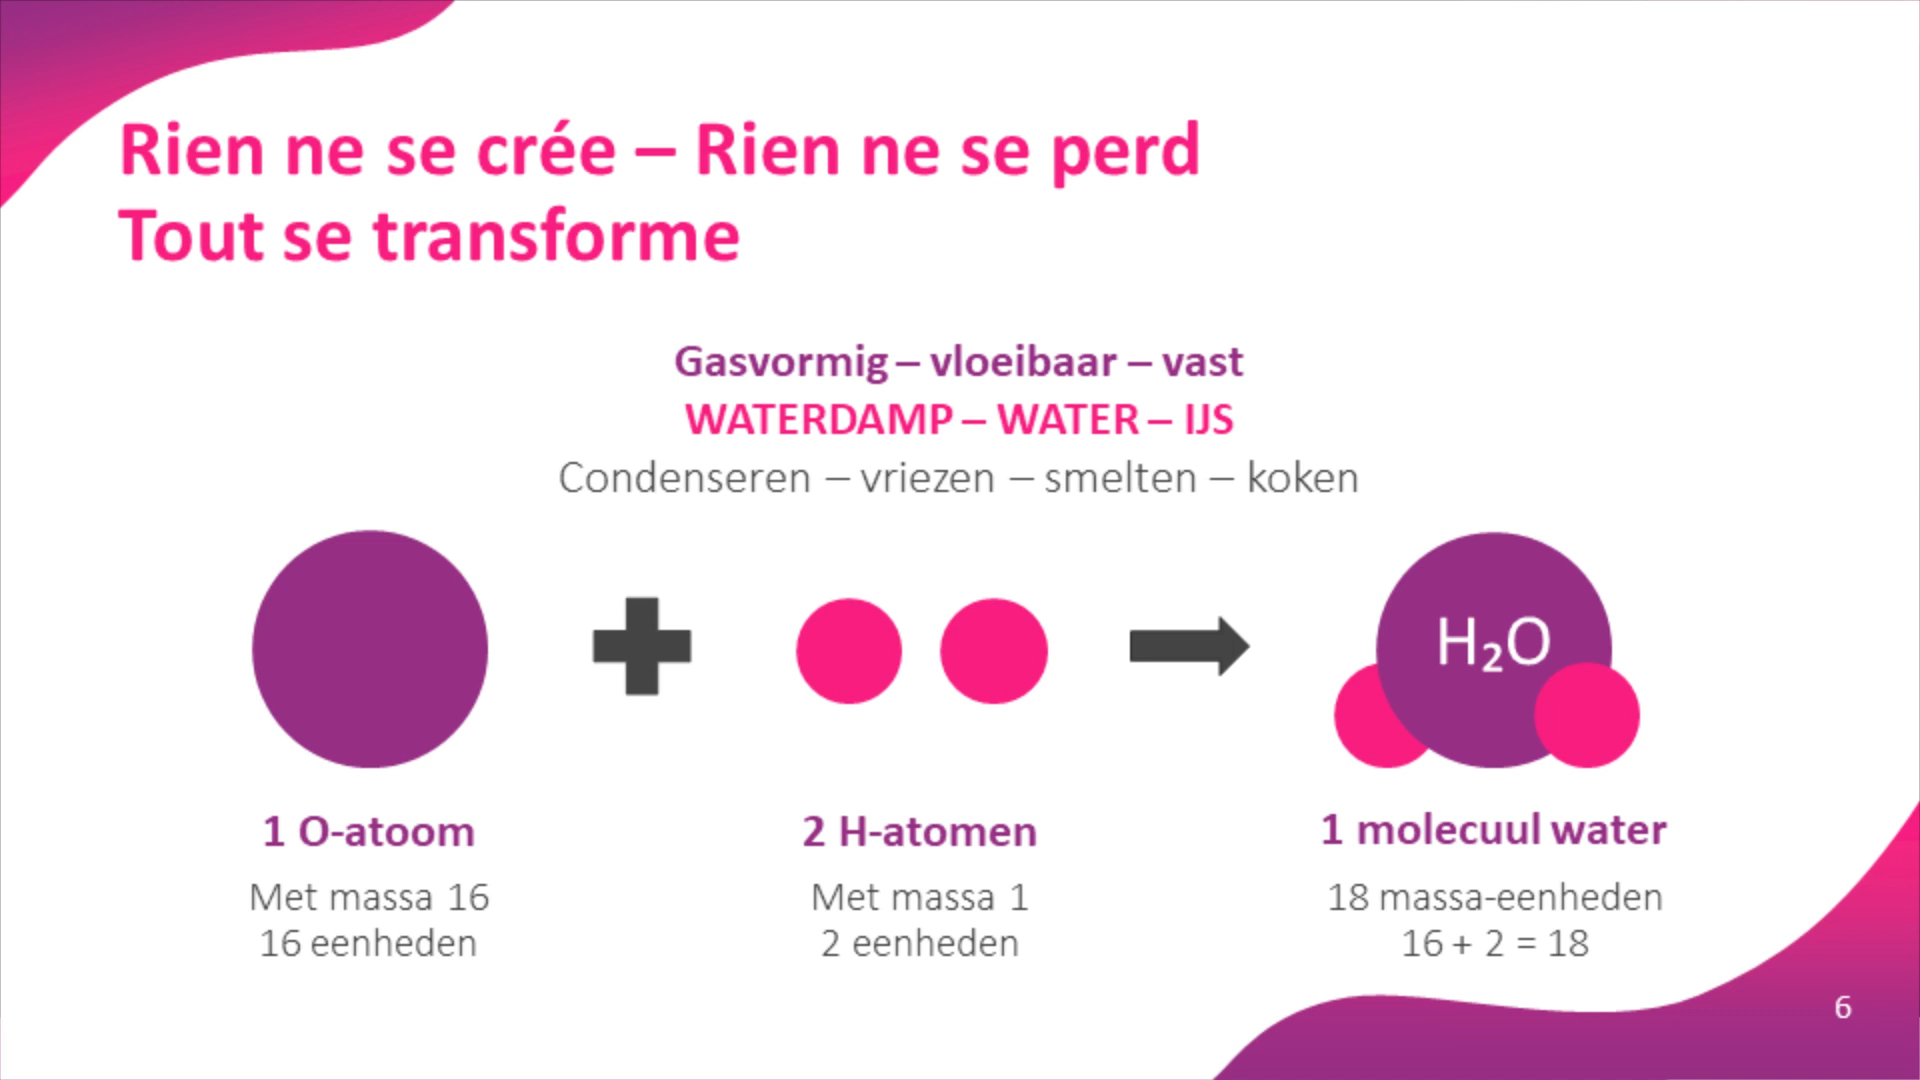 Rien ne se crée – Rien ne se perd
Tout se transforme
Gasvormig – vloeibaar – vast
WATERDAMP – WATER – IJS
Condenseren – vriezen – smelten – koken
H₂O
1 O-atoom
Met massa 16
16 eenheden
2 H-atomen
Met massa 1
2 eenheden
1 molecuul water
18 massa-eenheden
16 + 2 = 18
6